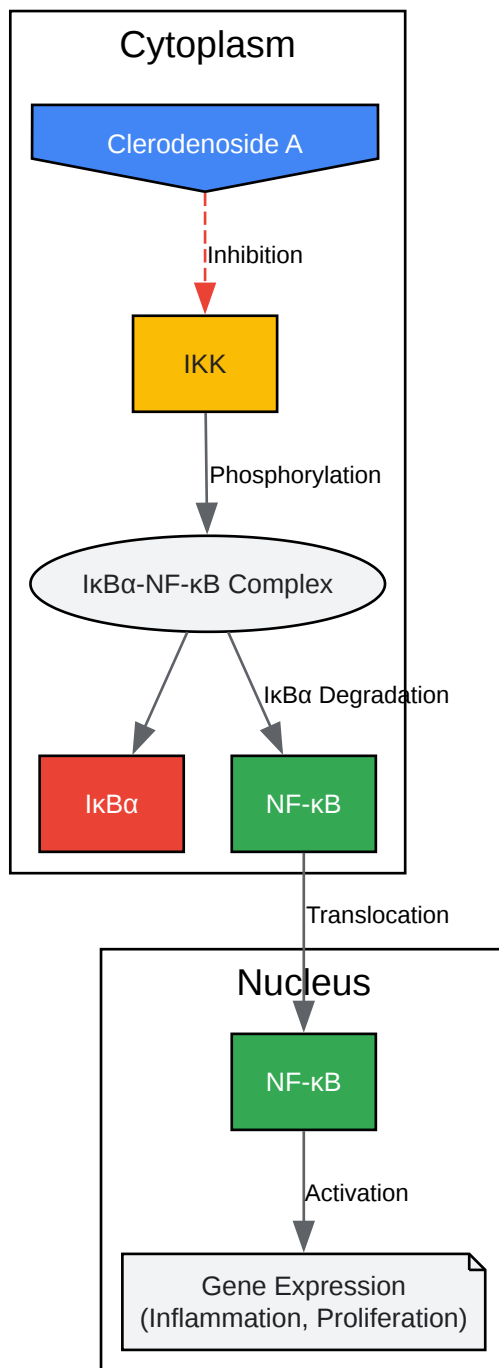 Cytoplasm
Clerodenoside A
Inhibition
IKK
Phosphorylation
IκBα-NF-κB Complex
IκBα Degradation
IκBα
NF-κB
Translocation
Nucleus
NF-κB
Activation
Gene Expression
(Inflammation, Proliferation)